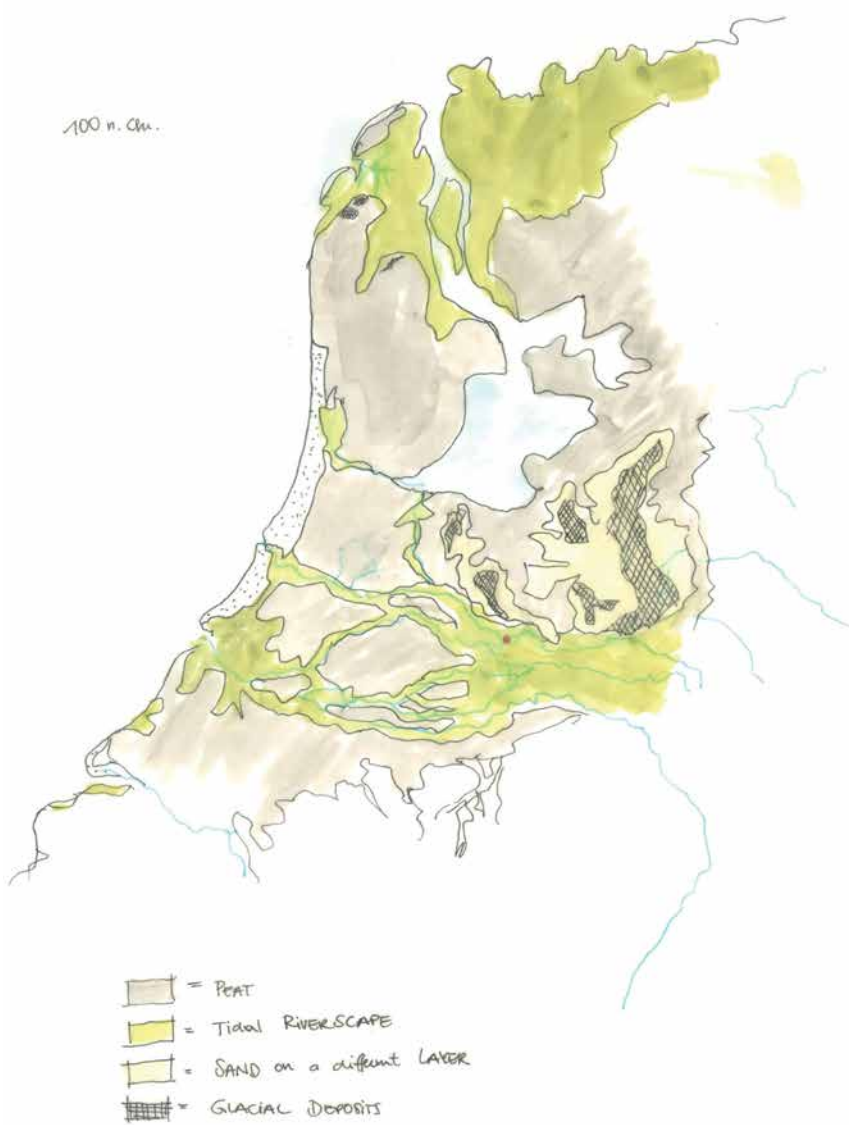 100 n. Chr.
= PEAT
= Tidal RIVERSCAPE
= SAND on a different LAYER
= GLACIAL DEPOSITS